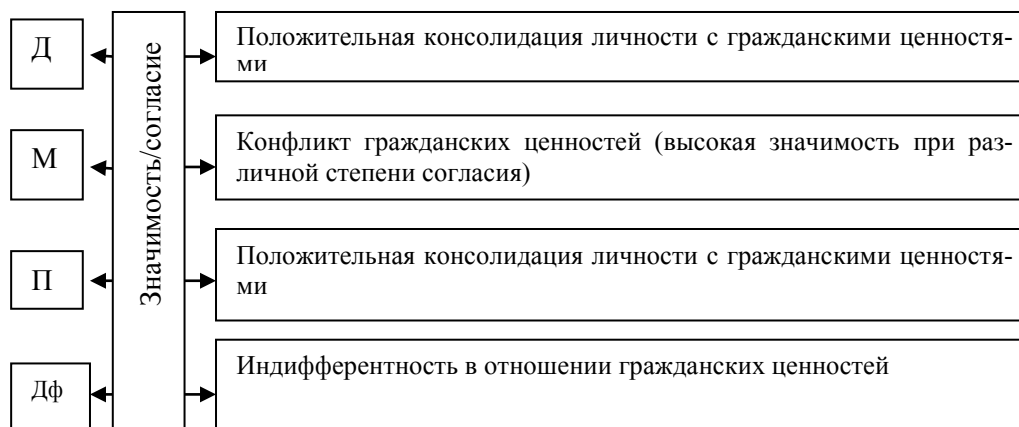 Д
Положительная консолидация личности с гражданскими ценностя-
ми
М
Конфликт гражданских ценностей (высокая значимость при раз-
личной степени согласия)
Значимость/согласие
П
Положительная консолидация личности с гражданскими ценностя-
ми
Дф
Индифферентность в отношении гражданских ценностей